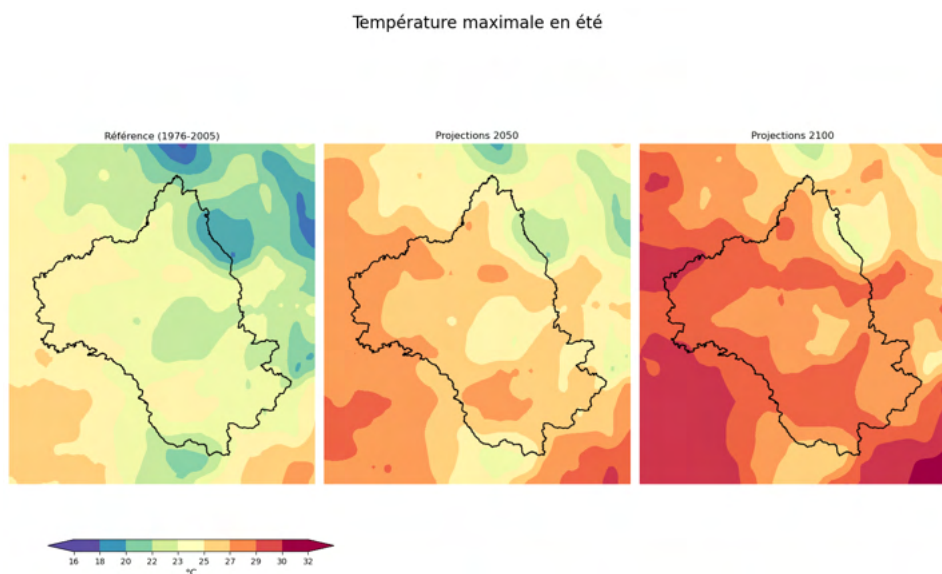 Température maximale en été
Référence (1976-2005)
Projections 2050
Projections 2100
16 18 20 22 23 25 27 29 30 32
°C